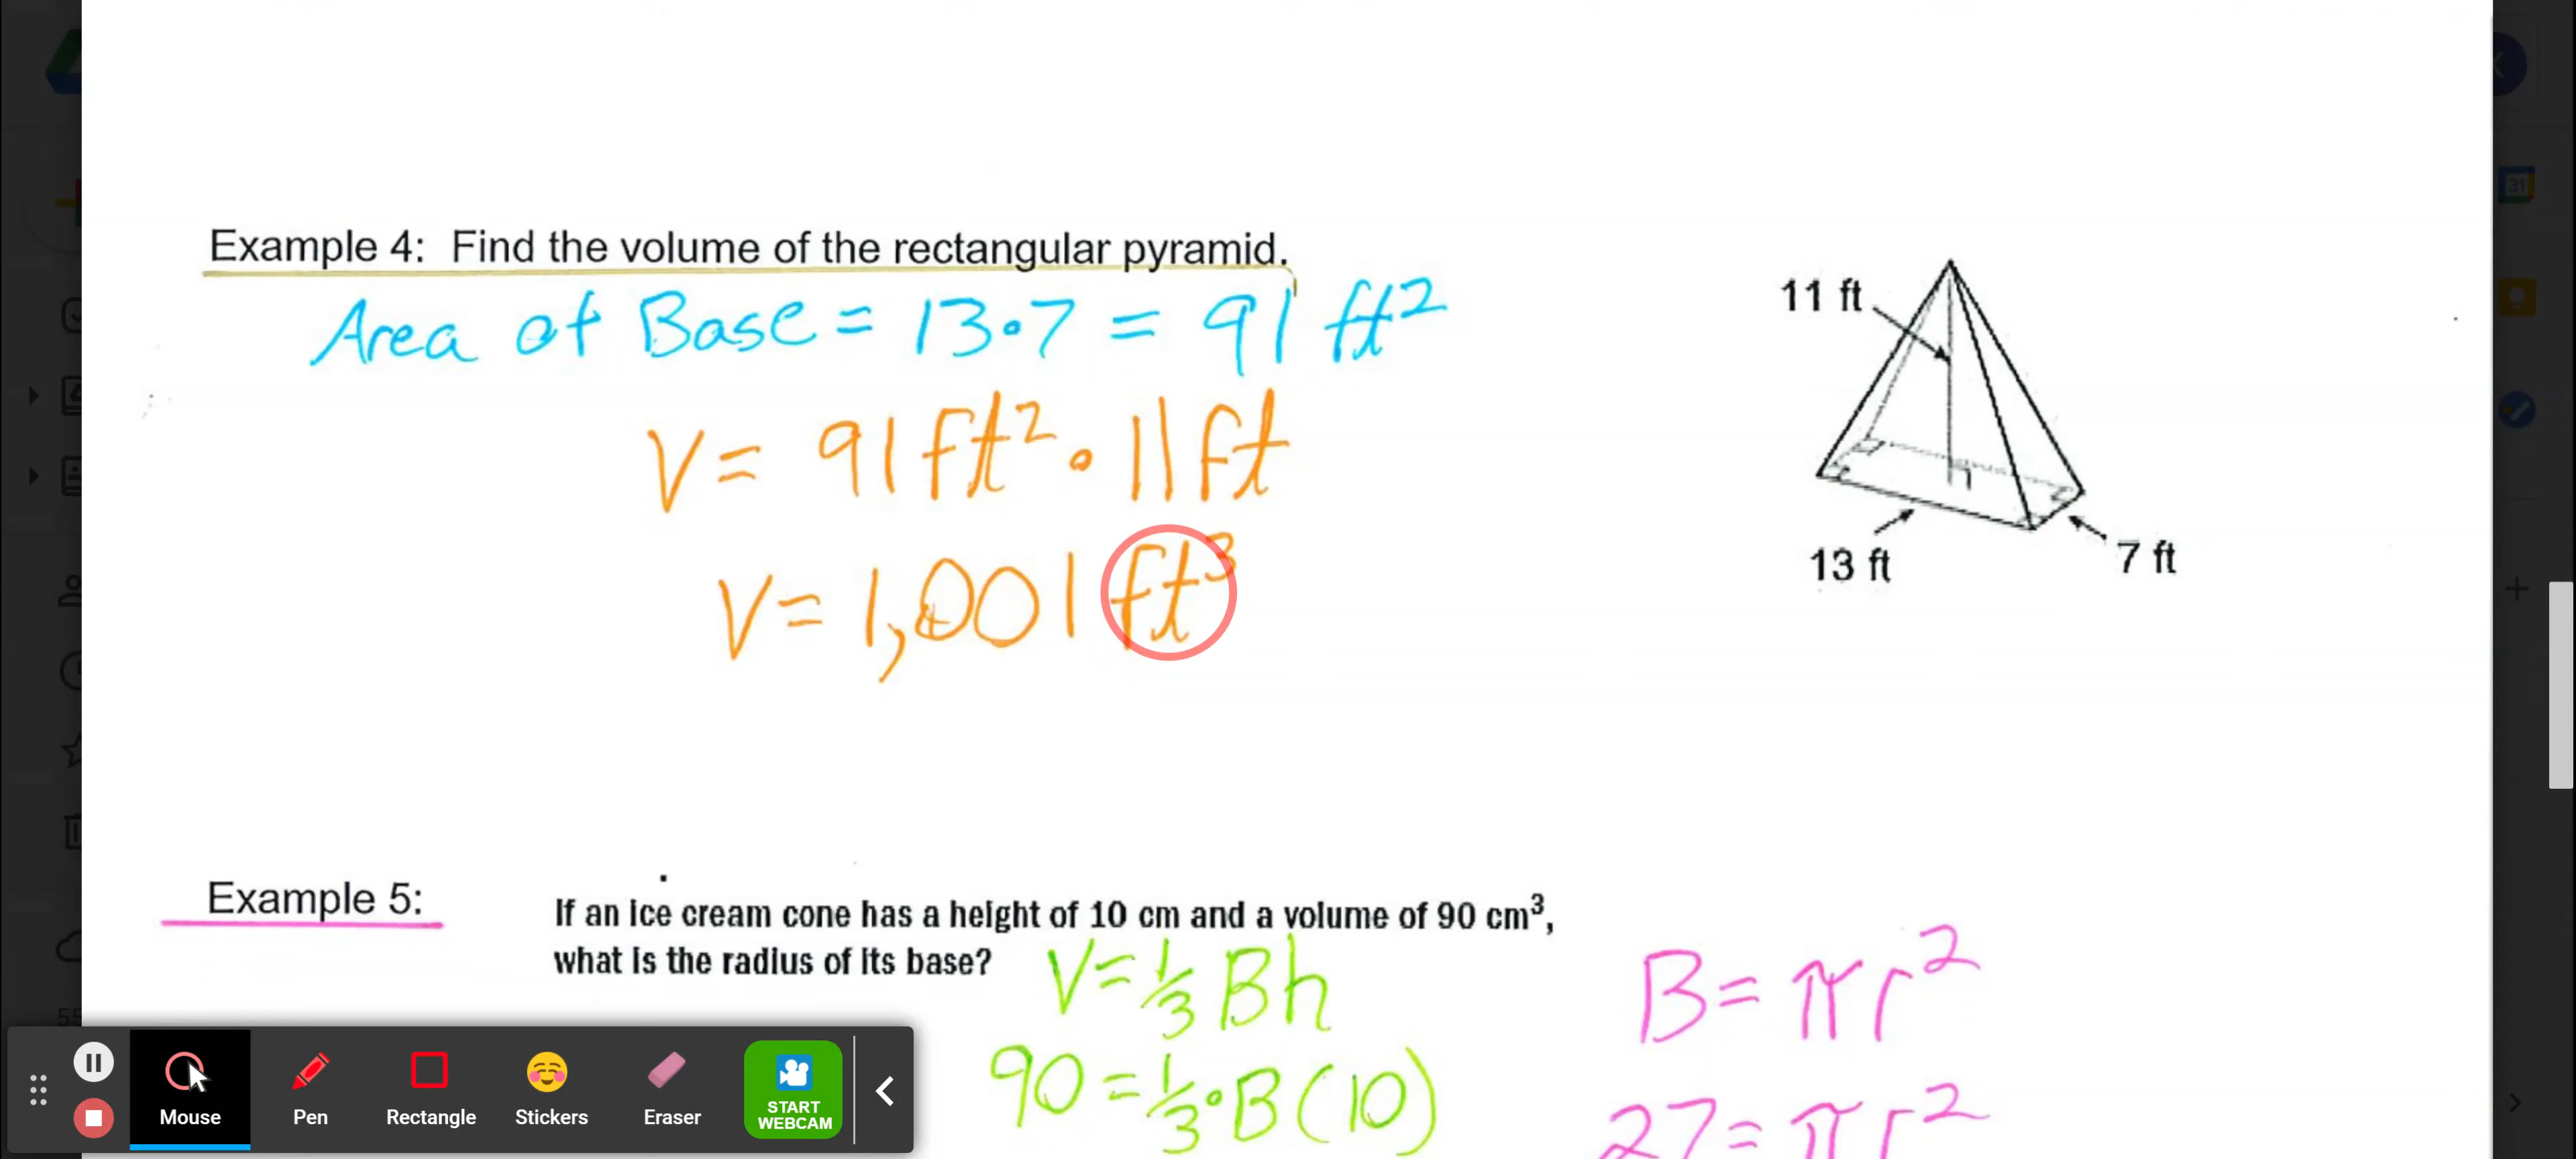 Example 4: Find the volume of the rectangular pyramid.
Area of Base = 13·7 = 91 ft²
V = 91 ft² · 11 ft
V = 1,001 ft³
11 ft
13 ft
7 ft
Example 5:
If an ice cream cone has a height of 10 cm and a volume of 90 cm³,
what is the radius of its base?
V = 1/3 Bh
90 = 1/3 · B (10)
B = πr²
27 = πr²
31
55
Mouse
Pen
Rectangle
Stickers
Eraser
START
WEBCAM